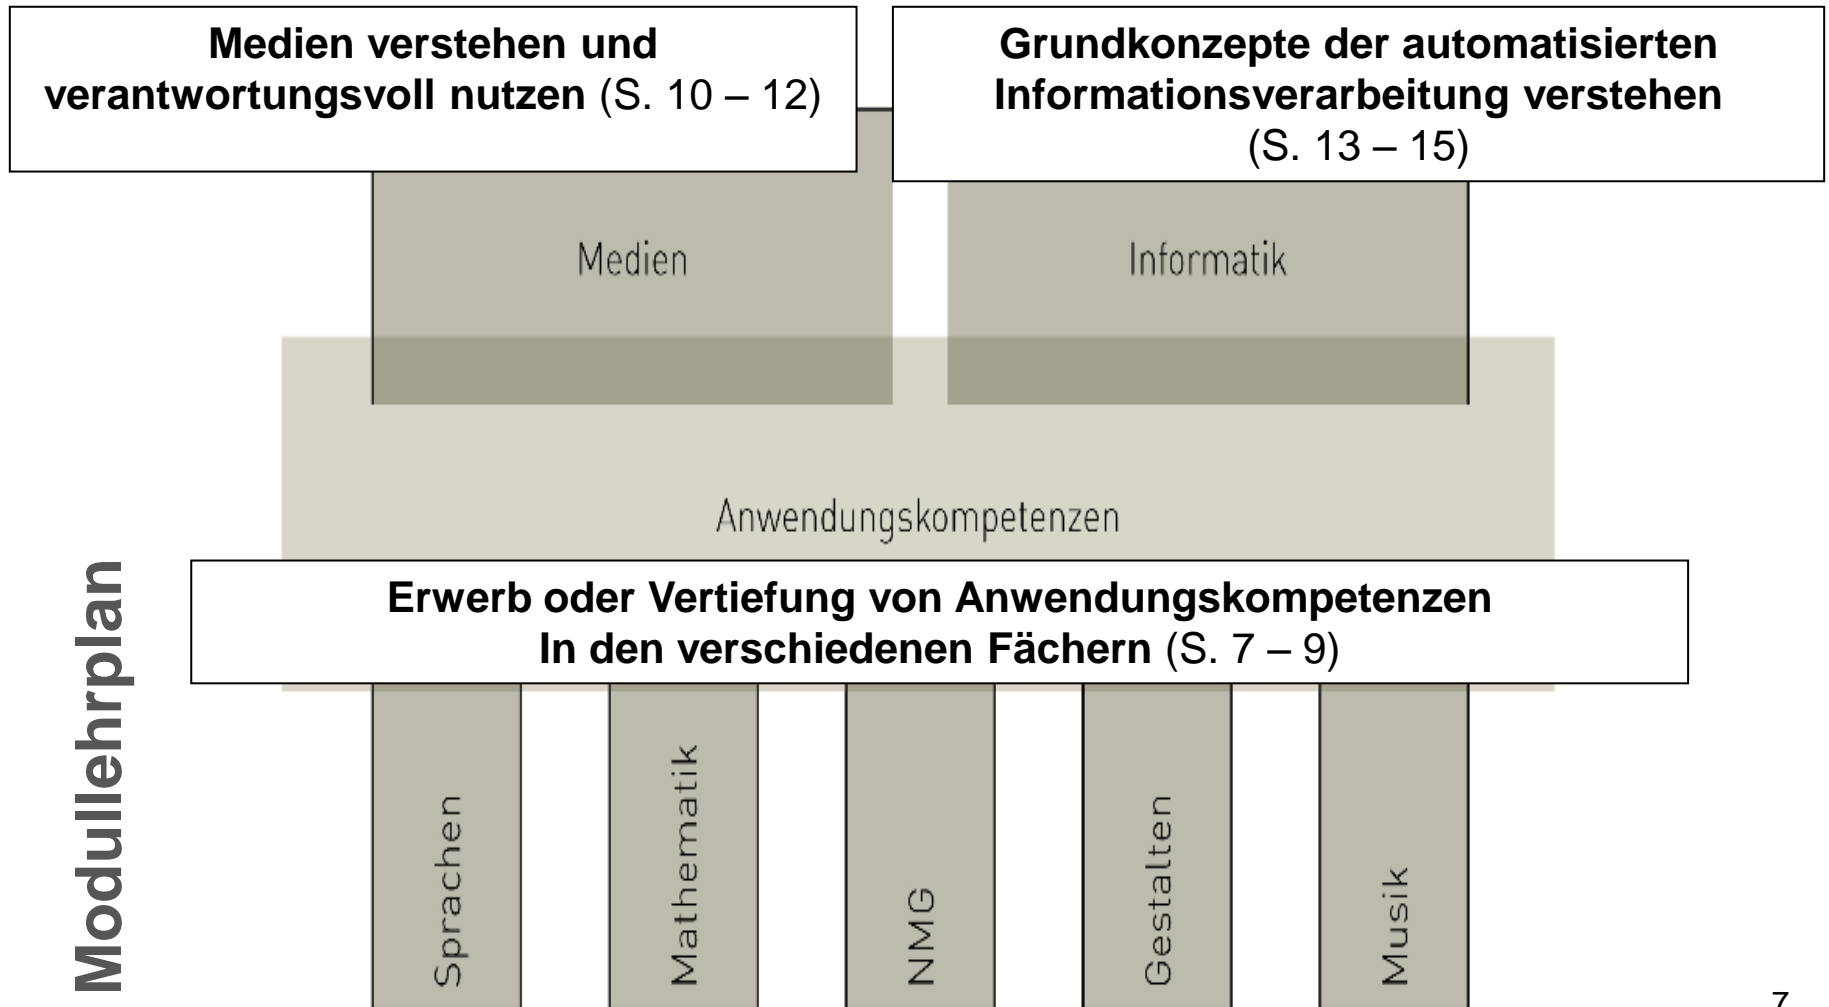 Medien verstehen und
verantwortungsvoll nutzen (S. 10 – 12)
Grundkonzepte der automatisierten
Informationsverarbeitung verstehen
(S. 13 – 15)
Medien
Informatik
Anwendungskompetenzen
Erwerb oder Vertiefung von Anwendungskompetenzen
In den verschiedenen Fächern (S. 7 – 9)
Modullehrplan
Sprachen
Mathematik
NMG
Gestalten
Musik
7